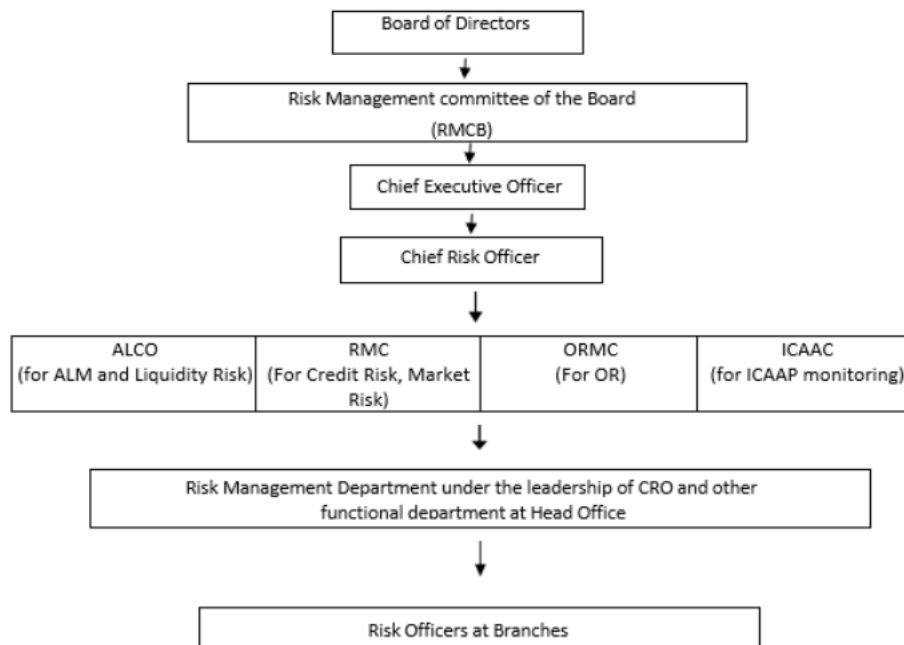 Board of Directors
Risk Management committee of the Board
(RMCB)
Chief Executive Officer
Chief Risk Officer
ALCO
(for ALM and Liquidity Risk)
RMC
(For Credit Risk, Market
Risk)
ORMC
(For OR)
ICAAC
(for ICAAP monitoring)
Risk Management Department under the leadership of CRO and other
functional department at Head Office
Risk Officers at Branches